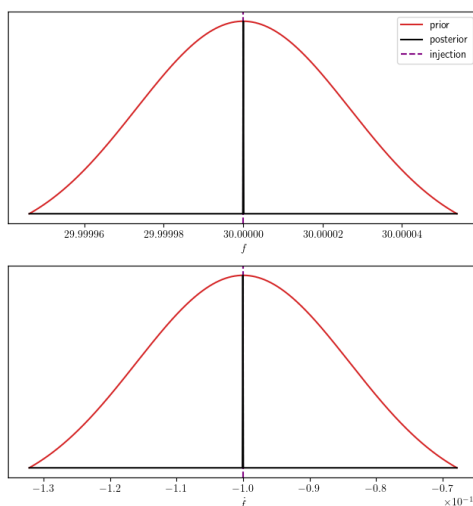 prior
posterior
injection
29.99996 29.99998 30.00000 30.00002 30.00004
f
−1.3 −1.2 −1.1 −1.0 −0.9 −0.8 −0.7